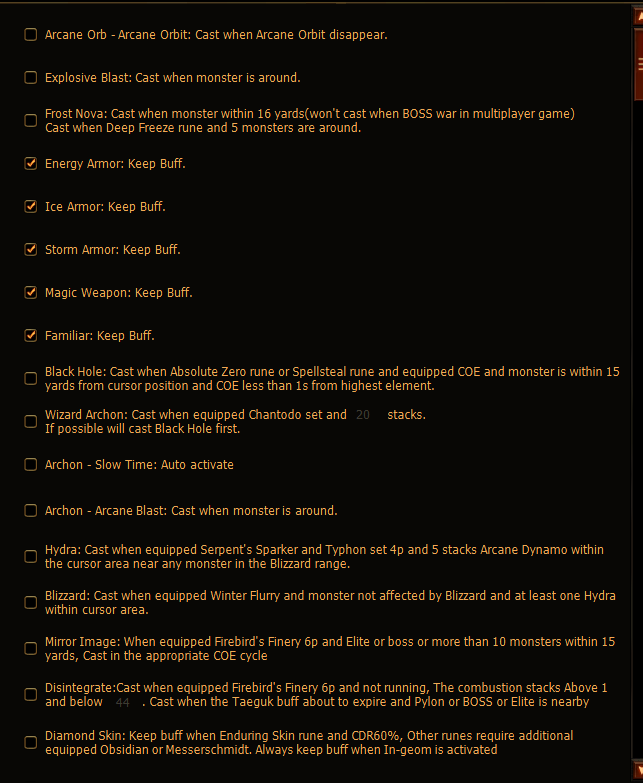 Arcane Orb - Arcane Orbit: Cast when Arcane Orbit disappear.
Explosive Blast: Cast when monster is around.
Frost Nova: Cast when monster within 16 yards(won't cast when BOSS war in multiplayer game)
Cast when Deep Freeze rune and 5 monsters are around.
Energy Armor: Keep Buff.
Ice Armor: Keep Buff.
Storm Armor: Keep Buff.
Magic Weapon: Keep Buff.
Familiar: Keep Buff.
Black Hole: Cast when Absolute Zero rune or Spellsteal rune and equipped COE and monster is within 15
yards from cursor position and COE less than 1s from highest element.
Wizard Archon: Cast when equipped Chantodo set and 20 stacks.
If possible will cast Black Hole first.
Archon - Slow Time: Auto activate
Archon - Arcane Blast: Cast when monster is around.
Hydra: Cast when equipped Serpent's Sparker and Typhon set 4p and 5 stacks Arcane Dynamo within
the cursor area near any monster in the Blizzard range.
Blizzard: Cast when equipped Winter Flurry and monster not affected by Blizzard and at least one Hydra
within cursor area.
Mirror Image: When equipped Firebird's Finery 6p and Elite or boss or more than 10 monsters within 15
yards, Cast in the appropriate COE cycle
Disintegrate:Cast when equipped Firebird's Finery 6p and not running, The combustion stacks Above 1
and below 44 . Cast when the Taeguk buff about to expire and Pylon or BOSS or Elite is nearby
Diamond Skin: Keep buff when Enduring Skin rune and CDR60%, Other runes require additional
equipped Obsidian or Messerschmidt. Always keep buff when In-geom is activated